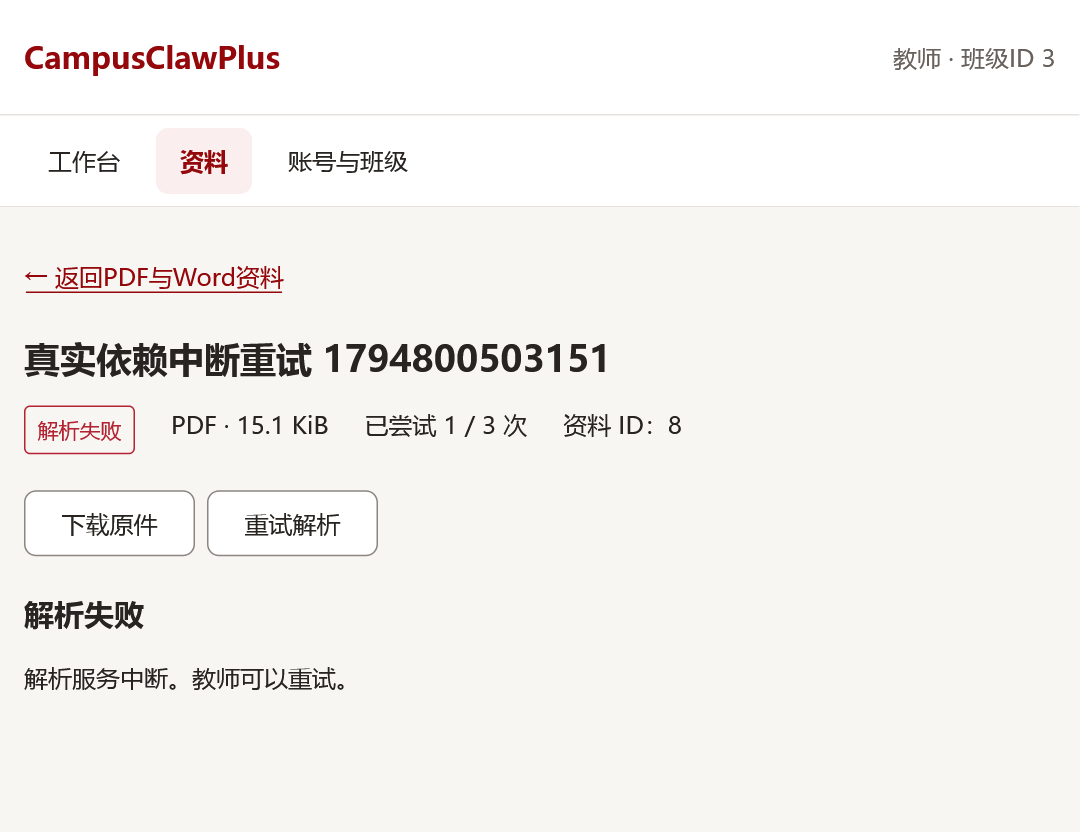 CampusClawPlus
教师 · 班级ID 3
工作台 资料 账号与班级
← 返回PDF与Word资料
真实依赖中断重试 1794800503151
解析失败 PDF · 15.1 KiB 已尝试 1 / 3 次 资料 ID：8
下载原件 重试解析
解析失败
解析服务中断。教师可以重试。